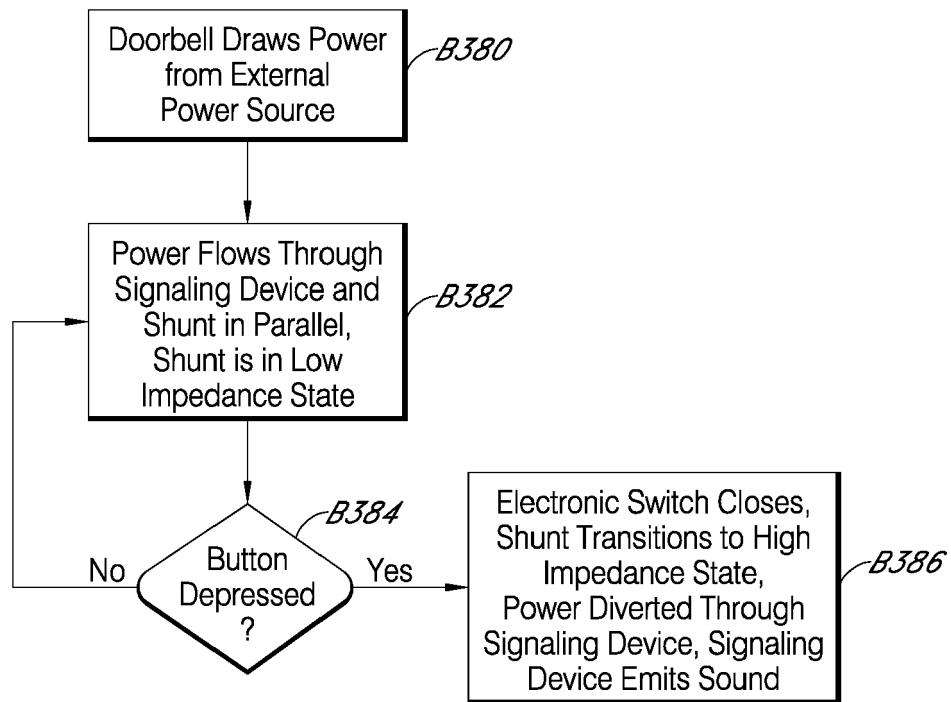 Doorbell Draws Power
from External
Power Source
B380
Power Flows Through
Signaling Device and
Shunt in Parallel,
Shunt is in Low
Impedance State
B382
B384
Button
Depressed
?
No
Yes
Electronic Switch Closes,
Shunt Transitions to High
Impedance State,
Power Diverted Through
Signaling Device, Signaling
Device Emits Sound
B386